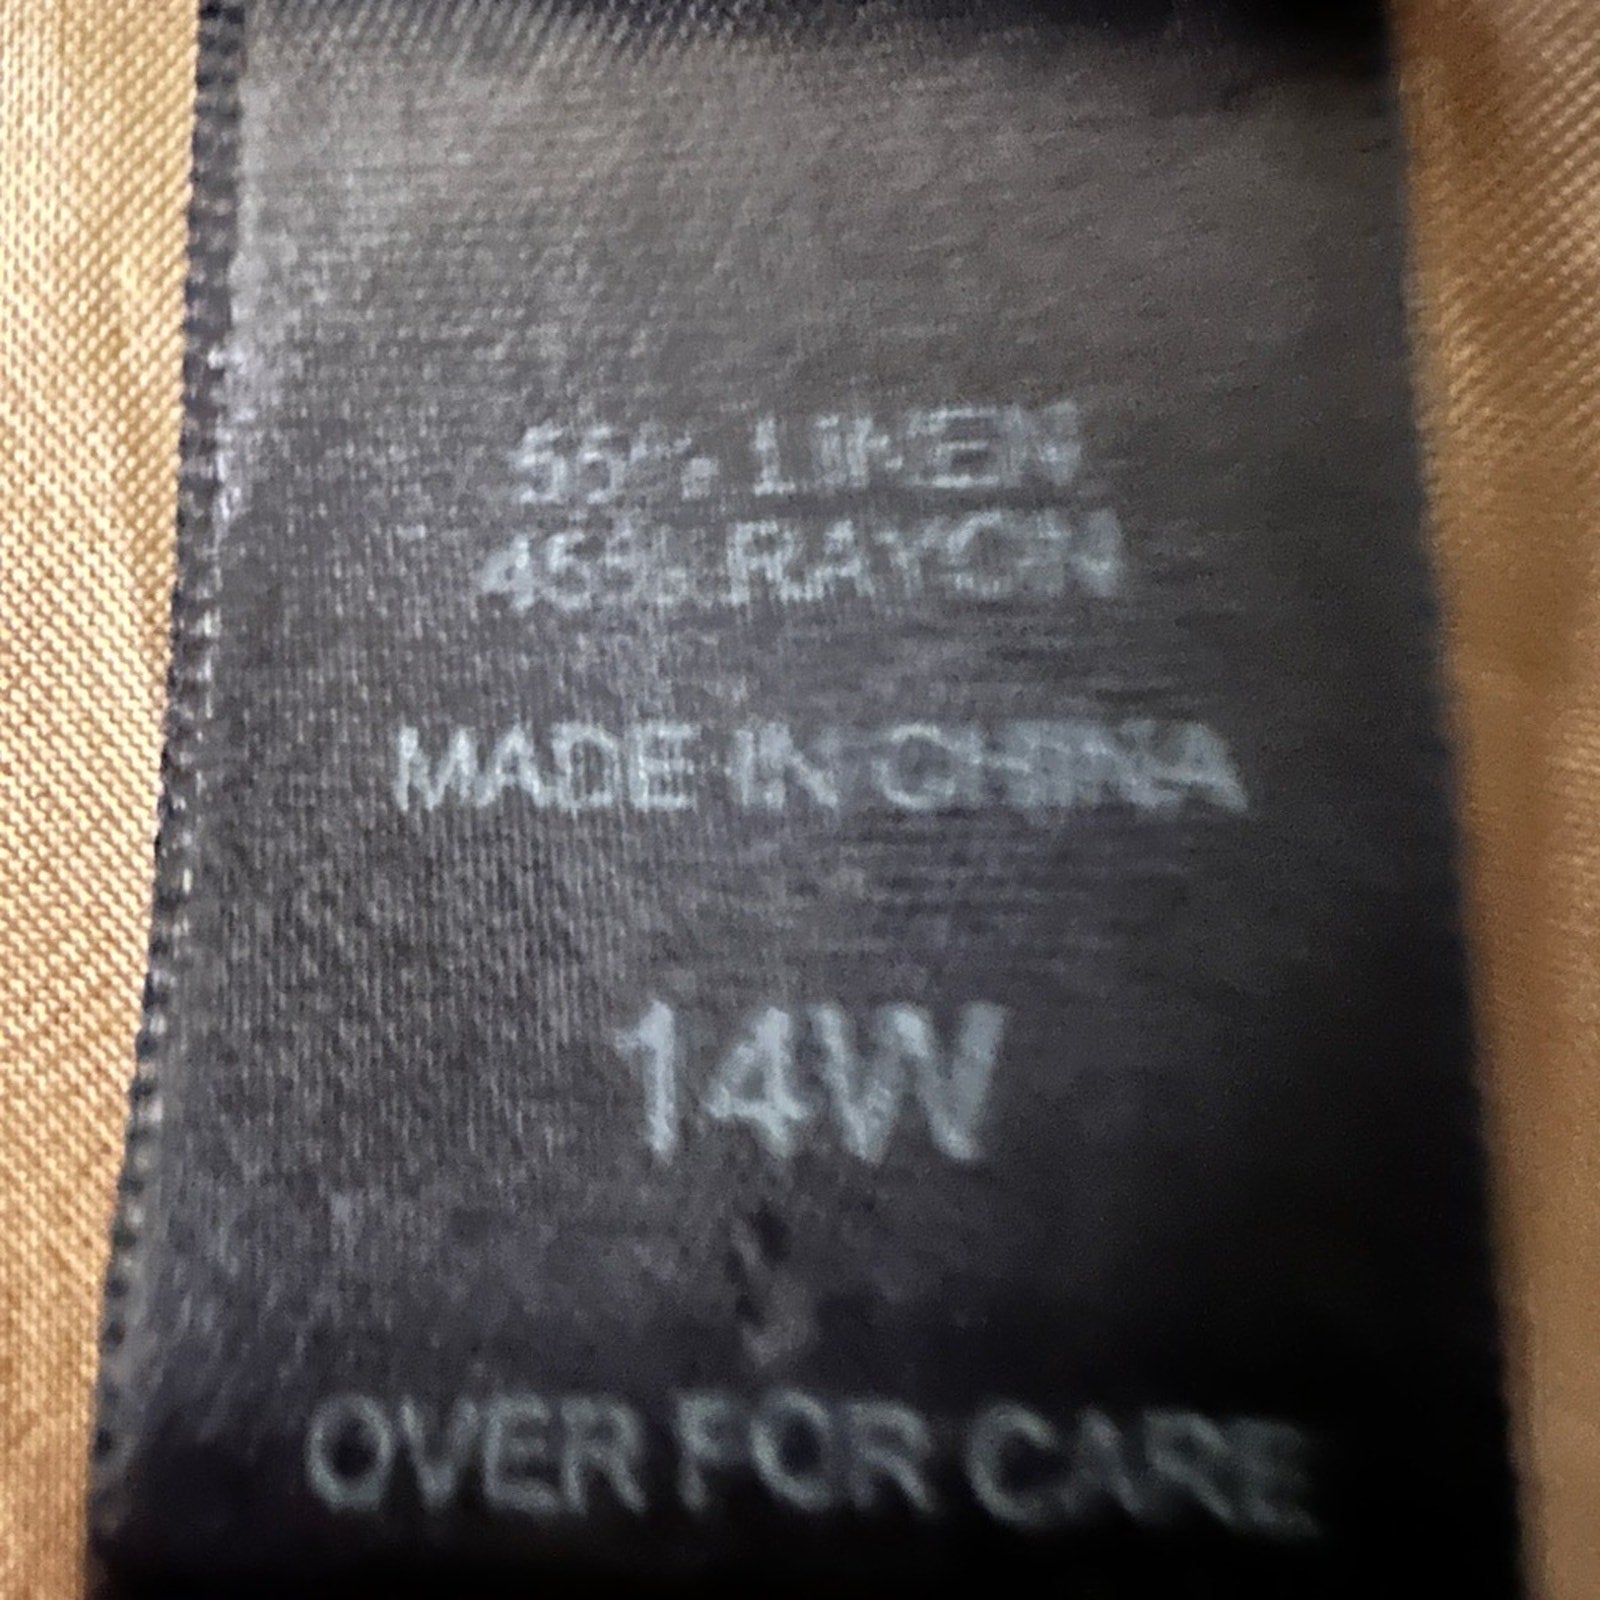 55% LINEN
45% RAYON
MADE IN CHINA
14W
OVER FOR CARE